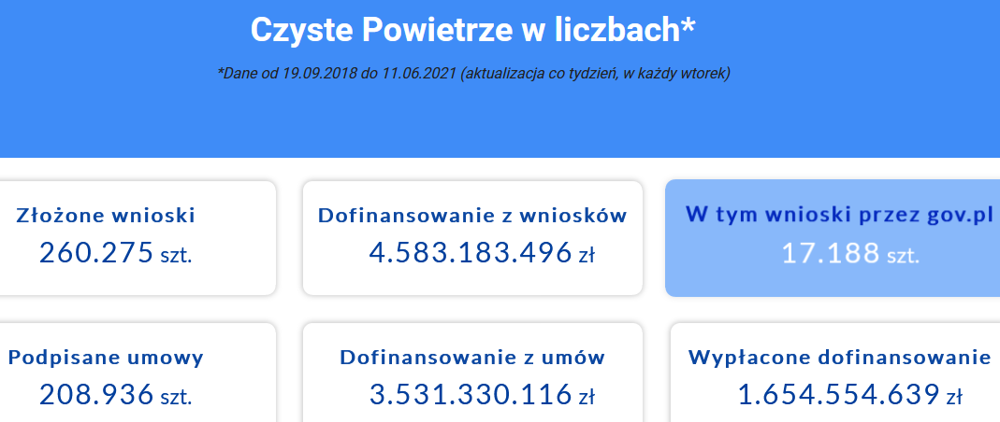 Czyste Powietrze w liczbach*
*Dane od 19.09.2018 do 11.06.2021 (aktualizacja co tydzień, w każdy wtorek)
Złożone wnioski
260.275 szt.
Dofinansowanie z wniosków
4.583.183.496 zł
W tym wnioski przez gov.pl
17.188 szt.
Podpisane umowy
208.936 szt.
Dofinansowanie z umów
3.531.330.116 zł
Wypłacone dofinansowanie
1.654.554.639 zł